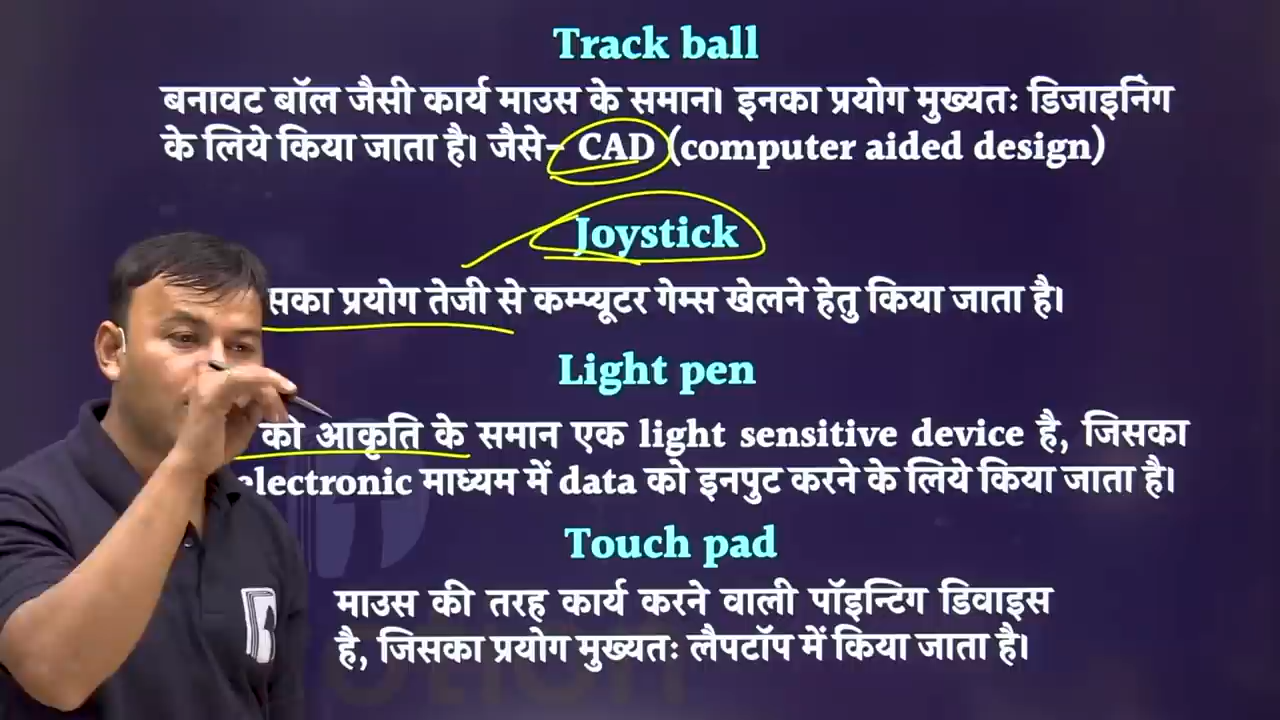 Track ball
बनावट बॉल जैसी कार्य माउस के समान। इनका प्रयोग मुख्यतः डिजाइनिंग
के लिये किया जाता है। जैसे- CAD (computer aided design)
Joystick
सका प्रयोग तेजी से कम्प्यूटर गेम्स खेलने हेतु किया जाता है।
Light pen
को आकृति के समान एक light sensitive device है, जिसका
electronic माध्यम में data को इनपुट करने के लिये किया जाता है।
Touch pad
माउस की तरह कार्य करने वाली पॉइन्टिग डिवाइस
है, जिसका प्रयोग मुख्यतः लैपटॉप में किया जाता है।